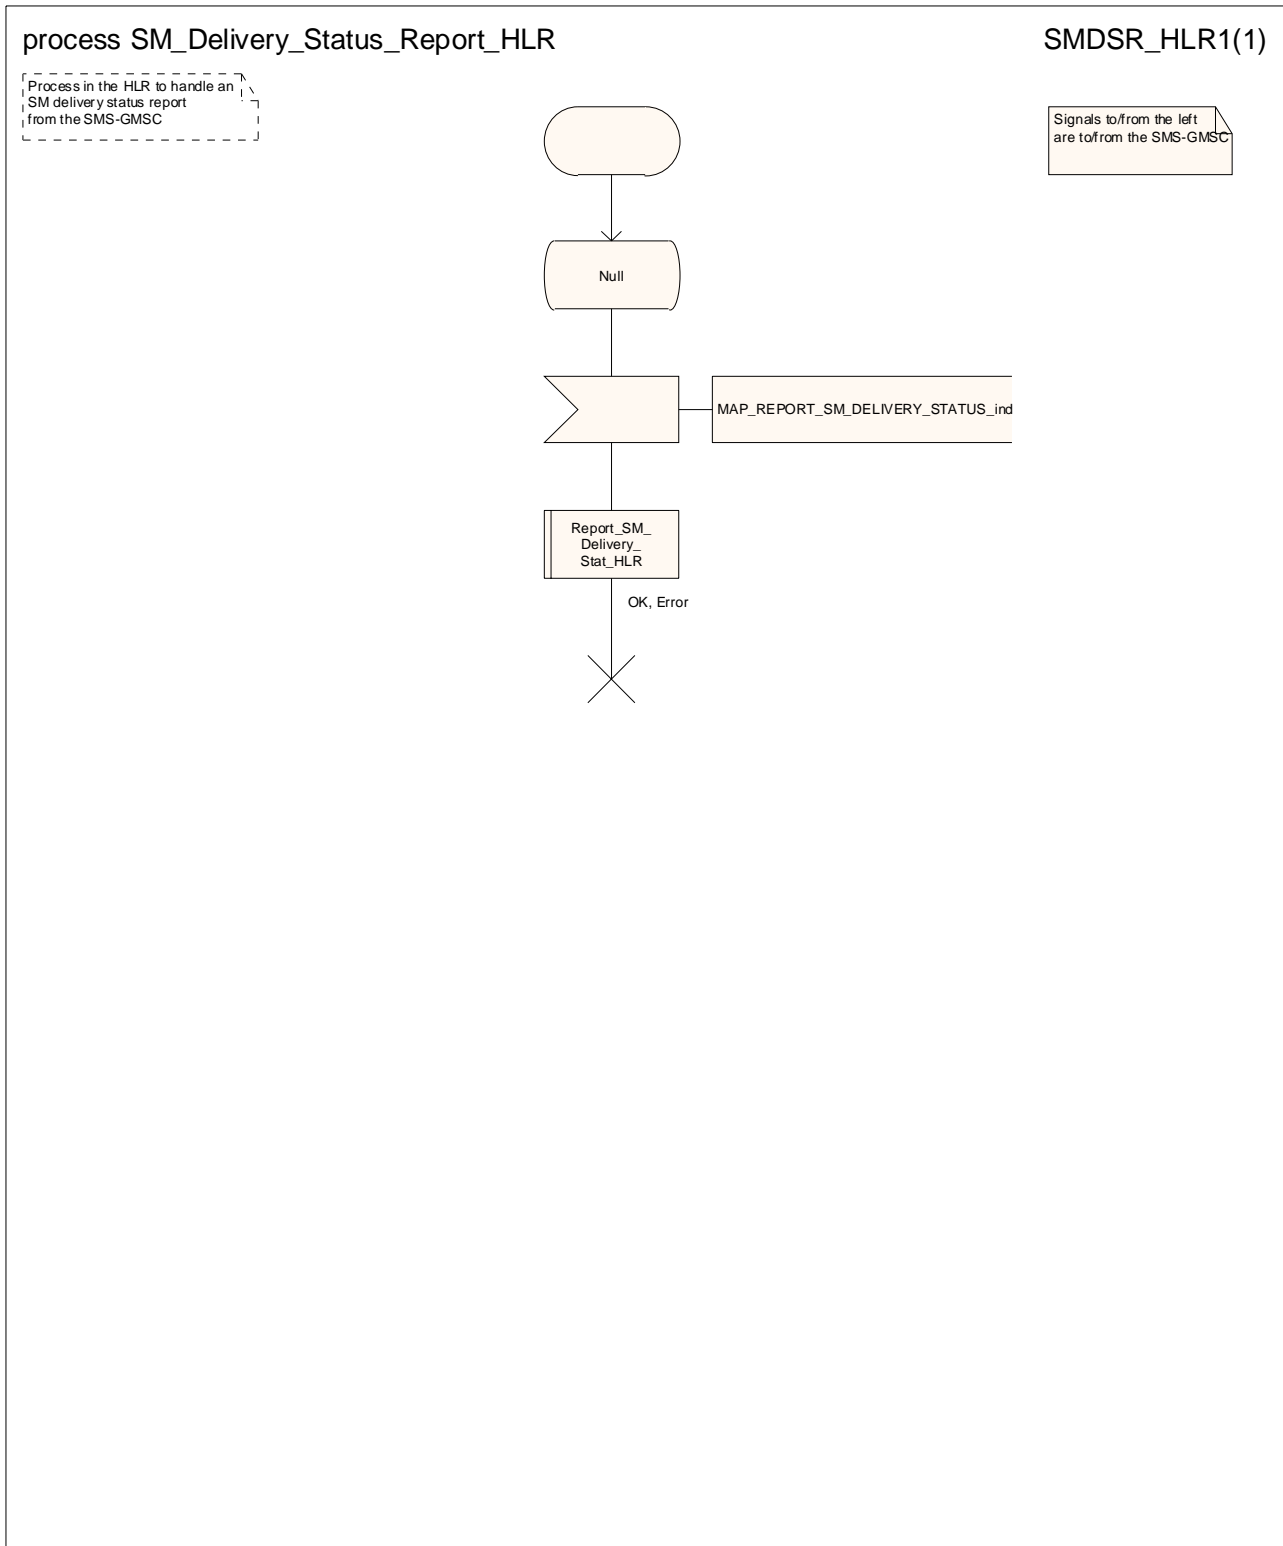 process SM_Delivery_Status_Report_HLR
SMDSR_HLR1(1)
Process in the HLR to handle an
SM delivery status report
from the SMS-GMSC
Signals to/from the left
are to/from the SMS-GMSC
Null
MAP_REPORT_SM_DELIVERY_STATUS_ind
Report_SM_
Delivery_
Stat_HLR
OK, Error